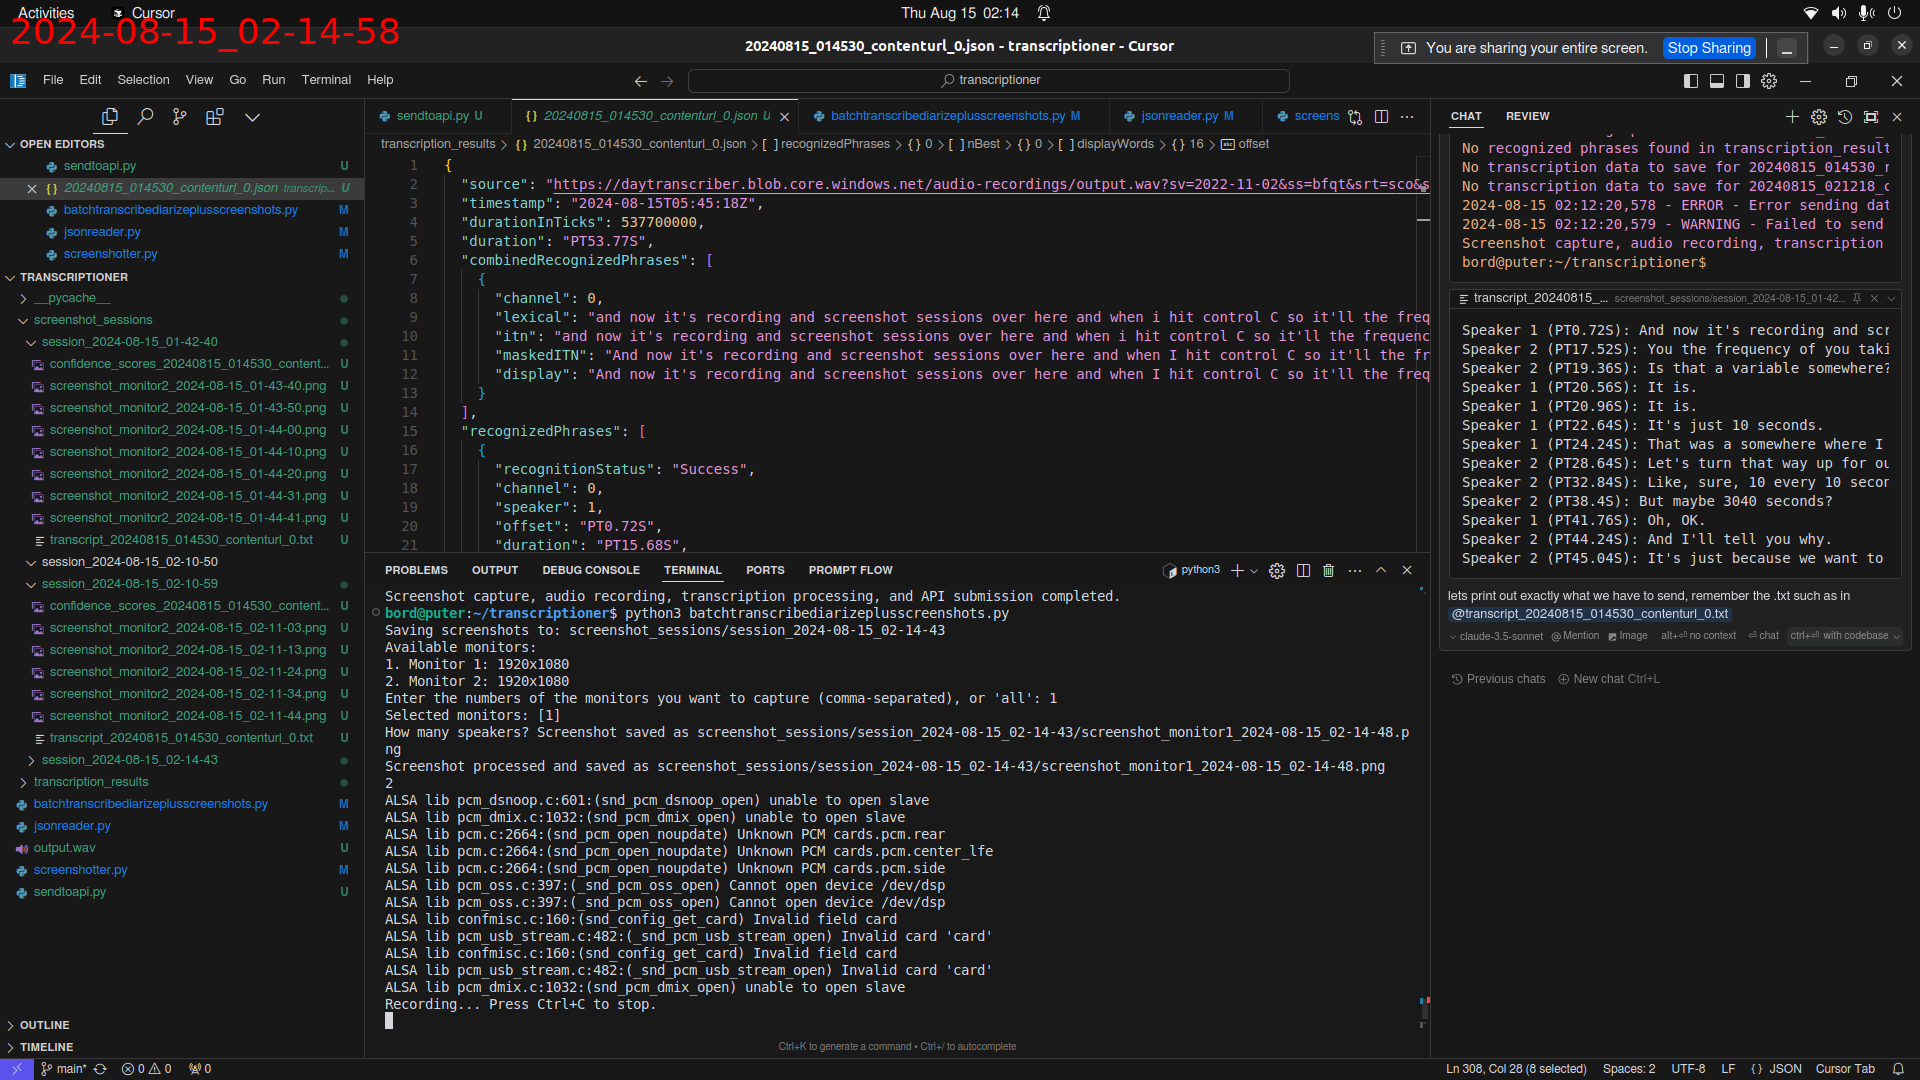 Activities
Cursor
Thu Aug 15 02:14
2024-08-15_02-14-58
20240815_014530_contenturl_0.json - transcriptioner - Cursor
You are sharing your entire screen.
Stop Sharing
File Edit Selection View Go Run Terminal Help
transcriptioner
OPEN EDITORS
sendtoapi.py U
20240815_014530_contenturl_0.json transcrip... U
batchtranscribediarizeplusscreenshots.py M
jsonreader.py M
screenshotter.py M
TRANSCRIPTIONER
__pycache__
screenshot_sessions
session_2024-08-15_01-42-40
confidence_scores_20240815_014530_content... U
screenshot_monitor2_2024-08-15_01-43-40.png U
screenshot_monitor2_2024-08-15_01-43-50.png U
screenshot_monitor2_2024-08-15_01-44-00.png U
screenshot_monitor2_2024-08-15_01-44-10.png U
screenshot_monitor2_2024-08-15_01-44-20.png U
screenshot_monitor2_2024-08-15_01-44-31.png U
screenshot_monitor2_2024-08-15_01-44-41.png U
transcript_20240815_014530_contenturl_0.txt U
session_2024-08-15_02-10-50
session_2024-08-15_02-10-59
confidence_scores_20240815_014530_content... U
screenshot_monitor2_2024-08-15_02-11-03.png U
screenshot_monitor2_2024-08-15_02-11-13.png U
screenshot_monitor2_2024-08-15_02-11-24.png U
screenshot_monitor2_2024-08-15_02-11-34.png U
screenshot_monitor2_2024-08-15_02-11-44.png U
transcript_20240815_014530_contenturl_0.txt U
session_2024-08-15_02-14-43
transcription_results
batchtranscribediarizeplusscreenshots.py M
jsonreader.py M
output.wav U
screenshotter.py M
sendtoapi.py U
OUTLINE
TIMELINE
sendtoapi.py U
{ } 20240815_014530_contenturl_0.json U
batchtranscribediarizeplusscreenshots.py M
jsonreader.py M
screens
transcription_results > { } 20240815_014530_contenturl_0.json > [ ] recognizedPhrases > { } 0 > [ ] nBest > { } 0 > [ ] displayWords > { } 16 > offset
1 {
2 "source": "https://daytranscriber.blob.core.windows.net/audio-recordings/output.wav?sv=2022-11-02&ss=bfqt&srt=sco&s
3 "timestamp": "2024-08-15T05:45:18Z",
4 "durationInTicks": 537700000,
5 "duration": "PT53.77S",
6 "combinedRecognizedPhrases": [
7 {
8 "channel": 0,
9 "lexical": "and now it's recording and screenshot sessions over here and when i hit control C so it'll the freq
10 "itn": "and now it's recording and screenshot sessions over here and when i hit control C so it'll the frequenc
11 "maskedITN": "And now it's recording and screenshot sessions over here and when I hit control C so it'll the fr
12 "display": "And now it's recording and screenshot sessions over here and when I hit control C so it'll the freq
13 }
14 ],
15 "recognizedPhrases": [
16 {
17 "recognitionStatus": "Success",
18 "channel": 0,
19 "speaker": 1,
20 "offset": "PT0.72S",
21 "duration": "PT15.68S",
PROBLEMS OUTPUT DEBUG CONSOLE TERMINAL PORTS PROMPT FLOW
python3
Screenshot capture, audio recording, transcription processing, and API submission completed.
bord@puter:~/transcriptioner$ python3 batchtranscribediarizeplusscreenshots.py
Saving screenshots to: screenshot_sessions/session_2024-08-15_02-14-43
Available monitors:
1. Monitor 1: 1920x1080
2. Monitor 2: 1920x1080
Enter the numbers of the monitors you want to capture (comma-separated), or 'all': 1
Selected monitors: [1]
How many speakers? Screenshot saved as screenshot_sessions/session_2024-08-15_02-14-43/screenshot_monitor1_2024-08-15_02-14-48.p
ng
Screenshot processed and saved as screenshot_sessions/session_2024-08-15_02-14-43/screenshot_monitor1_2024-08-15_02-14-48.png
2
ALSA lib pcm_dsnoop.c:601:(snd_pcm_dsnoop_open) unable to open slave
ALSA lib pcm_dmix.c:1032:(snd_pcm_dmix_open) unable to open slave
ALSA lib pcm.c:2664:(snd_pcm_open_noupdate) Unknown PCM cards.pcm.rear
ALSA lib pcm.c:2664:(snd_pcm_open_noupdate) Unknown PCM cards.pcm.center_lfe
ALSA lib pcm.c:2664:(snd_pcm_open_noupdate) Unknown PCM cards.pcm.side
ALSA lib pcm_oss.c:397:(_snd_pcm_oss_open) Cannot open device /dev/dsp
ALSA lib pcm_oss.c:397:(_snd_pcm_oss_open) Cannot open device /dev/dsp
ALSA lib confmisc.c:160:(snd_config_get_card) Invalid field card
ALSA lib pcm_usb_stream.c:482:(_snd_pcm_usb_stream_open) Invalid card 'card'
ALSA lib confmisc.c:160:(snd_config_get_card) Invalid field card
ALSA lib pcm_usb_stream.c:482:(_snd_pcm_usb_stream_open) Invalid card 'card'
ALSA lib pcm_dmix.c:1032:(snd_pcm_dmix_open) unable to open slave
Recording... Press Ctrl+C to stop.
Ctrl+K to generate a command • Ctrl+/ to autocomplete
CHAT REVIEW
No recognized phrases found in transcription_result
No transcription data to save for 20240815_014530_r
No transcription data to save for 20240815_021218_c
2024-08-15 02:12:20,578 - ERROR - Error sending dat
2024-08-15 02:12:20,579 - WARNING - Failed to send
Screenshot capture, audio recording, transcription
bord@puter:~/transcriptioner$
transcript_20240815_... screenshot_sessions/session_2024-08-15_01-42...
Speaker 1 (PT0.72S): And now it's recording and scr
Speaker 2 (PT17.52S): You the frequency of you taki
Speaker 2 (PT19.36S): Is that a variable somewhere?
Speaker 1 (PT20.56S): It is.
Speaker 1 (PT20.96S): It is.
Speaker 1 (PT22.64S): It's just 10 seconds.
Speaker 1 (PT24.24S): That was a somewhere where I
Speaker 2 (PT28.64S): Let's turn that way up for ou
Speaker 2 (PT32.84S): Like, sure, 10 every 10 secon
Speaker 2 (PT38.4S): But maybe 3040 seconds?
Speaker 1 (PT41.76S): Oh, OK.
Speaker 2 (PT44.24S): And I'll tell you why.
Speaker 2 (PT45.04S): It's just because we want to
lets print out exactly what we have to send, remember the .txt such as in
@transcript_20240815_014530_contenturl_0.txt
claude-3.5-sonnet @ Mention Image alt+⏎ no context ⏎ chat ctrl+⏎ with codebase
Previous chats New chat Ctrl+L
main* 0 0 0
Ln 308, Col 28 (8 selected) Spaces: 2 UTF-8 LF { } JSON Cursor Tab